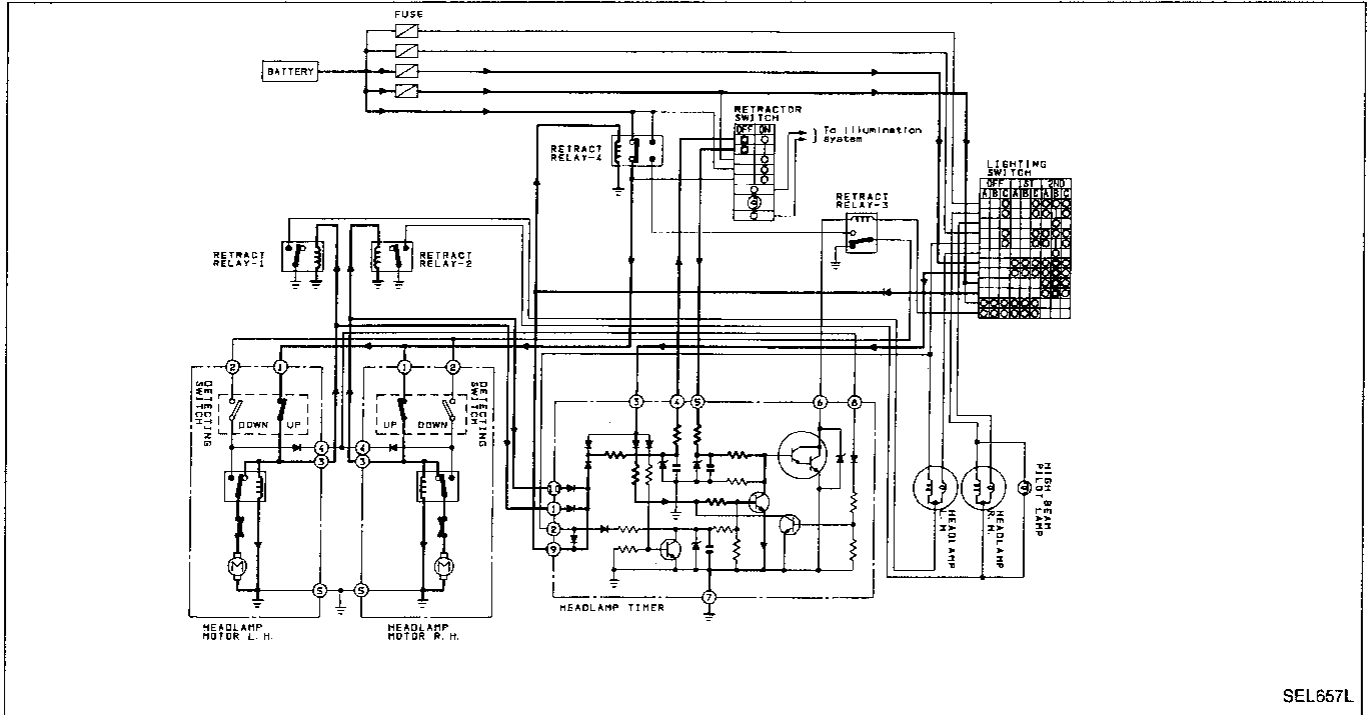 FUSE
BATTERY
RETRACTOR
SWITCH
OFF ON
To illumination
system
RETRACT
RELAY-4
LIGHTING
SWITCH
OFF 1ST 2ND
A B C A B C A B C
RETRACT
RELAY-3
RETRACT
RELAY-1
RETRACT
RELAY-2
2 1 1 2
DETECTING
SWITCH
DOWN UP
UP DOWN
DETECTING
SWITCH
3 4 5 6 8
4 4
3 3
10
1
2
9
M M
5 5
7
HEADLAMP
L.H.
HEADLAMP
R.H.
HIGH BEAM
PILOT LAMP
HEADLAMP TIMER
HEADLAMP
MOTOR L.H.
HEADLAMP
MOTOR R.H.
SEL657L